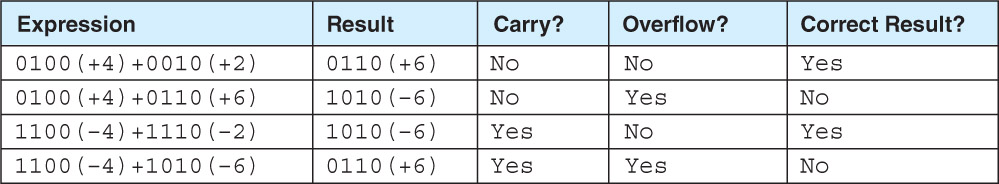 Expression Result Carry? Overflow? Correct Result?
0100(+4)+0010(+2) 0110(+6) No No Yes
0100(+4)+0110(+6) 1010(−6) No Yes No
1100(−4)+1110(−2) 1010(−6) Yes No Yes
1100(−4)+1010(−6) 0110(+6) Yes Yes No